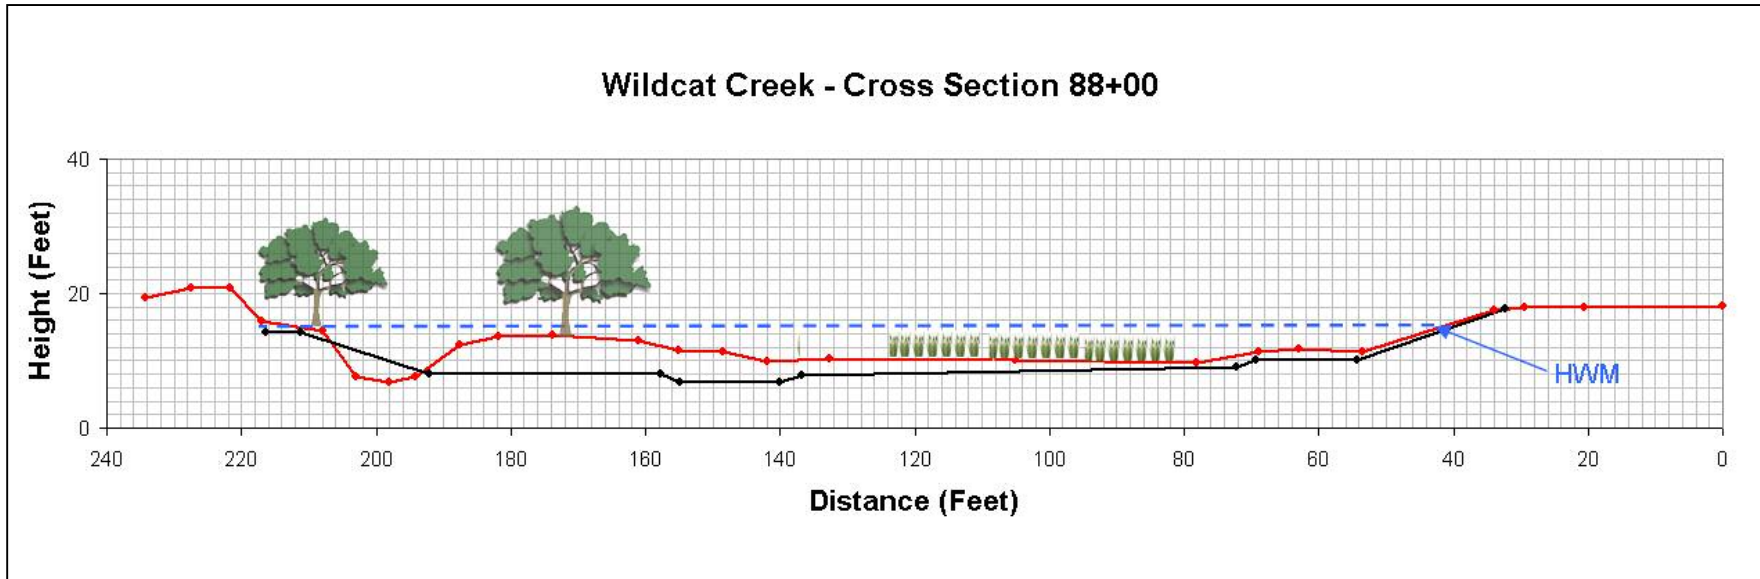 Wildcat Creek - Cross Section 88+00
Height (Feet)
40
20
0
HWM
240 220 200 180 160 140 120 100 80 60 40 20 0
Distance (Feet)